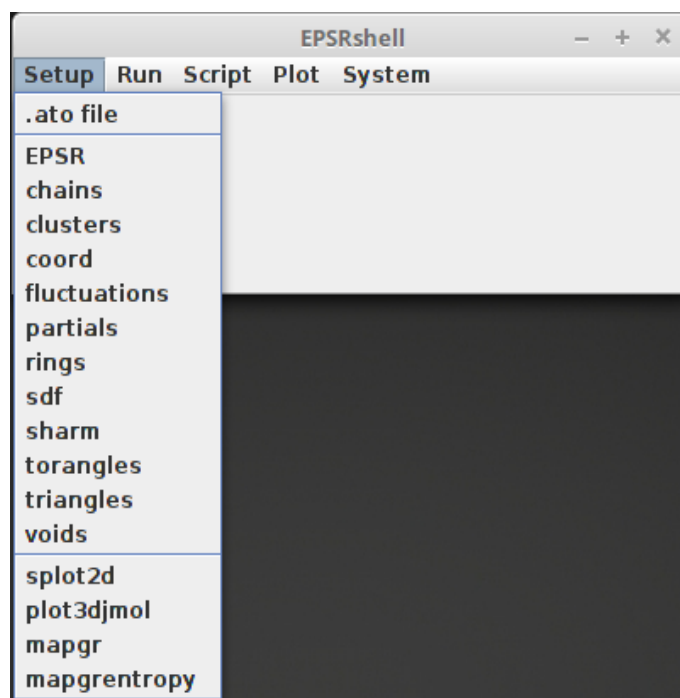 EPSRshell
Setup Run Script Plot System
.ato file
EPSR
chains
clusters
coord
fluctuations
partials
rings
sdf
sharm
torangles
triangles
voids
splot2d
plot3djmol
mapgr
mapgrentropy